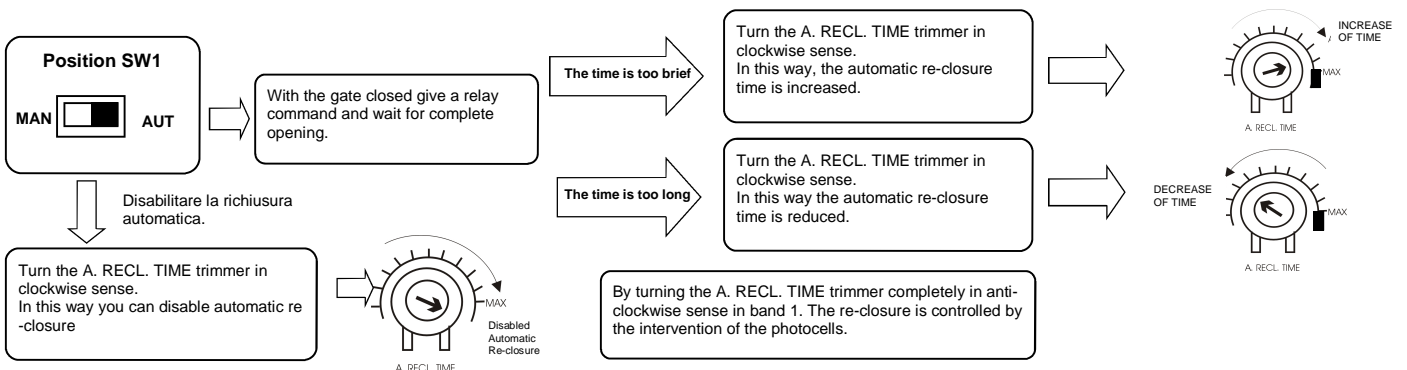 Position SW1
MAN
AUT
With the gate closed give a relay
command and wait for complete
opening.
The time is too brief
Turn the A. RECL. TIME trimmer in
clockwise sense.
In this way, the automatic re-closure
time is increased.
INCREASE
OF TIME
MAX
A. RECL. TIME
The time is too long
Turn the A. RECL. TIME trimmer in
clockwise sense.
In this way the automatic re-closure
time is reduced.
DECREASE
OF TIME
MAX
A. RECL. TIME
Disabilitare la richiusura
automatica.
Turn the A. RECL. TIME trimmer in
clockwise sense.
In this way you can disable automatic re
-closure
MAX
Disabled
Automatic
Re-closure
A. RECL. TIME
By turning the A. RECL. TIME trimmer completely in anti-
clockwise sense in band 1. The re-closure is controlled by
the intervention of the photocells.